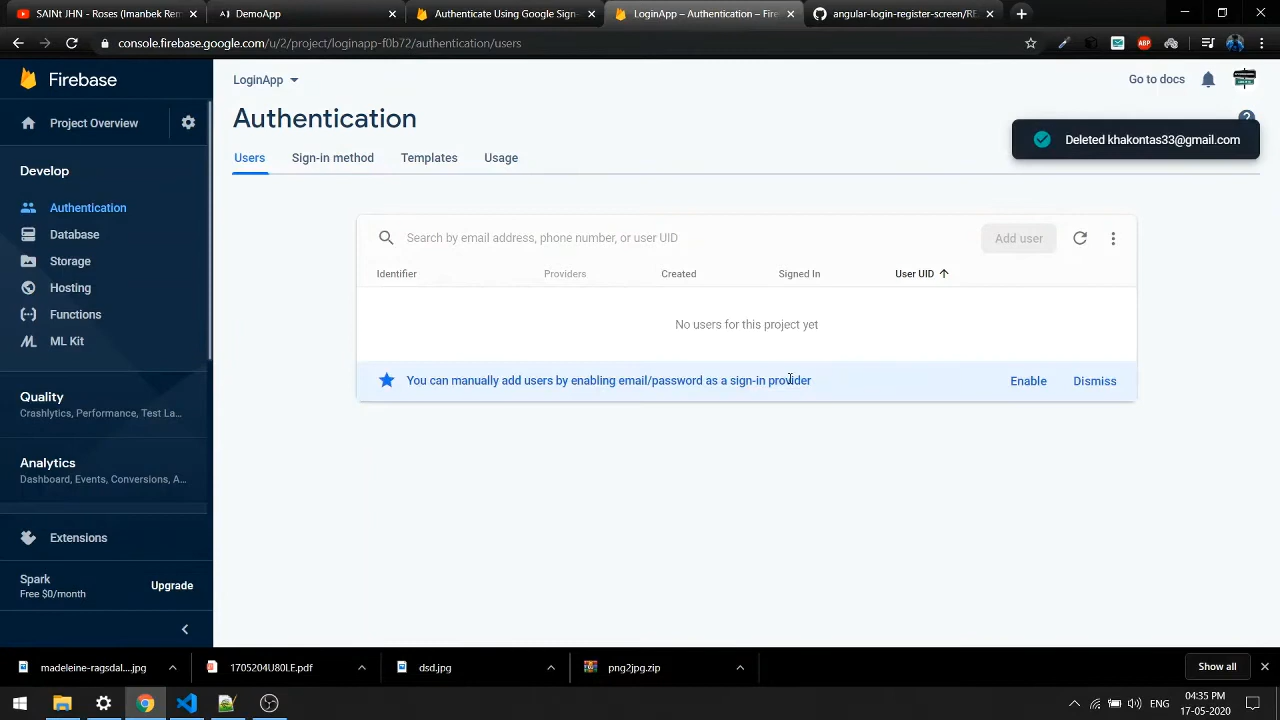 SAINt JHN - Roses (Imanbek Rem
DemoApp
Authenticate Using Google Sign-
LoginApp – Authentication – Fire
angular-login-register-screen/RE
console.firebase.google.com/u/2/project/loginapp-f0b72/authentication/users
ABP
Firebase
Project Overview
Develop
Authentication
Database
Storage
Hosting
Functions
ML Kit
Quality
Crashlytics, Performance, Test La...
Analytics
Dashboard, Events, Conversions, A...
Extensions
Spark
Free $0/month
Upgrade
LoginApp
Go to docs
Authentication
Deleted khakontas33@gmail.com
Users
Sign-in method
Templates
Usage
Search by email address, phone number, or user UID
Add user
Identifier
Providers
Created
Signed In
User UID
No users for this project yet
You can manually add users by enabling email/password as a sign-in provider
Enable
Dismiss
madeleine-ragsdal....jpg
1705204U80LE.pdf
dsd.jpg
png2jpg.zip
Show all
ENG
04:35 PM
17-05-2020